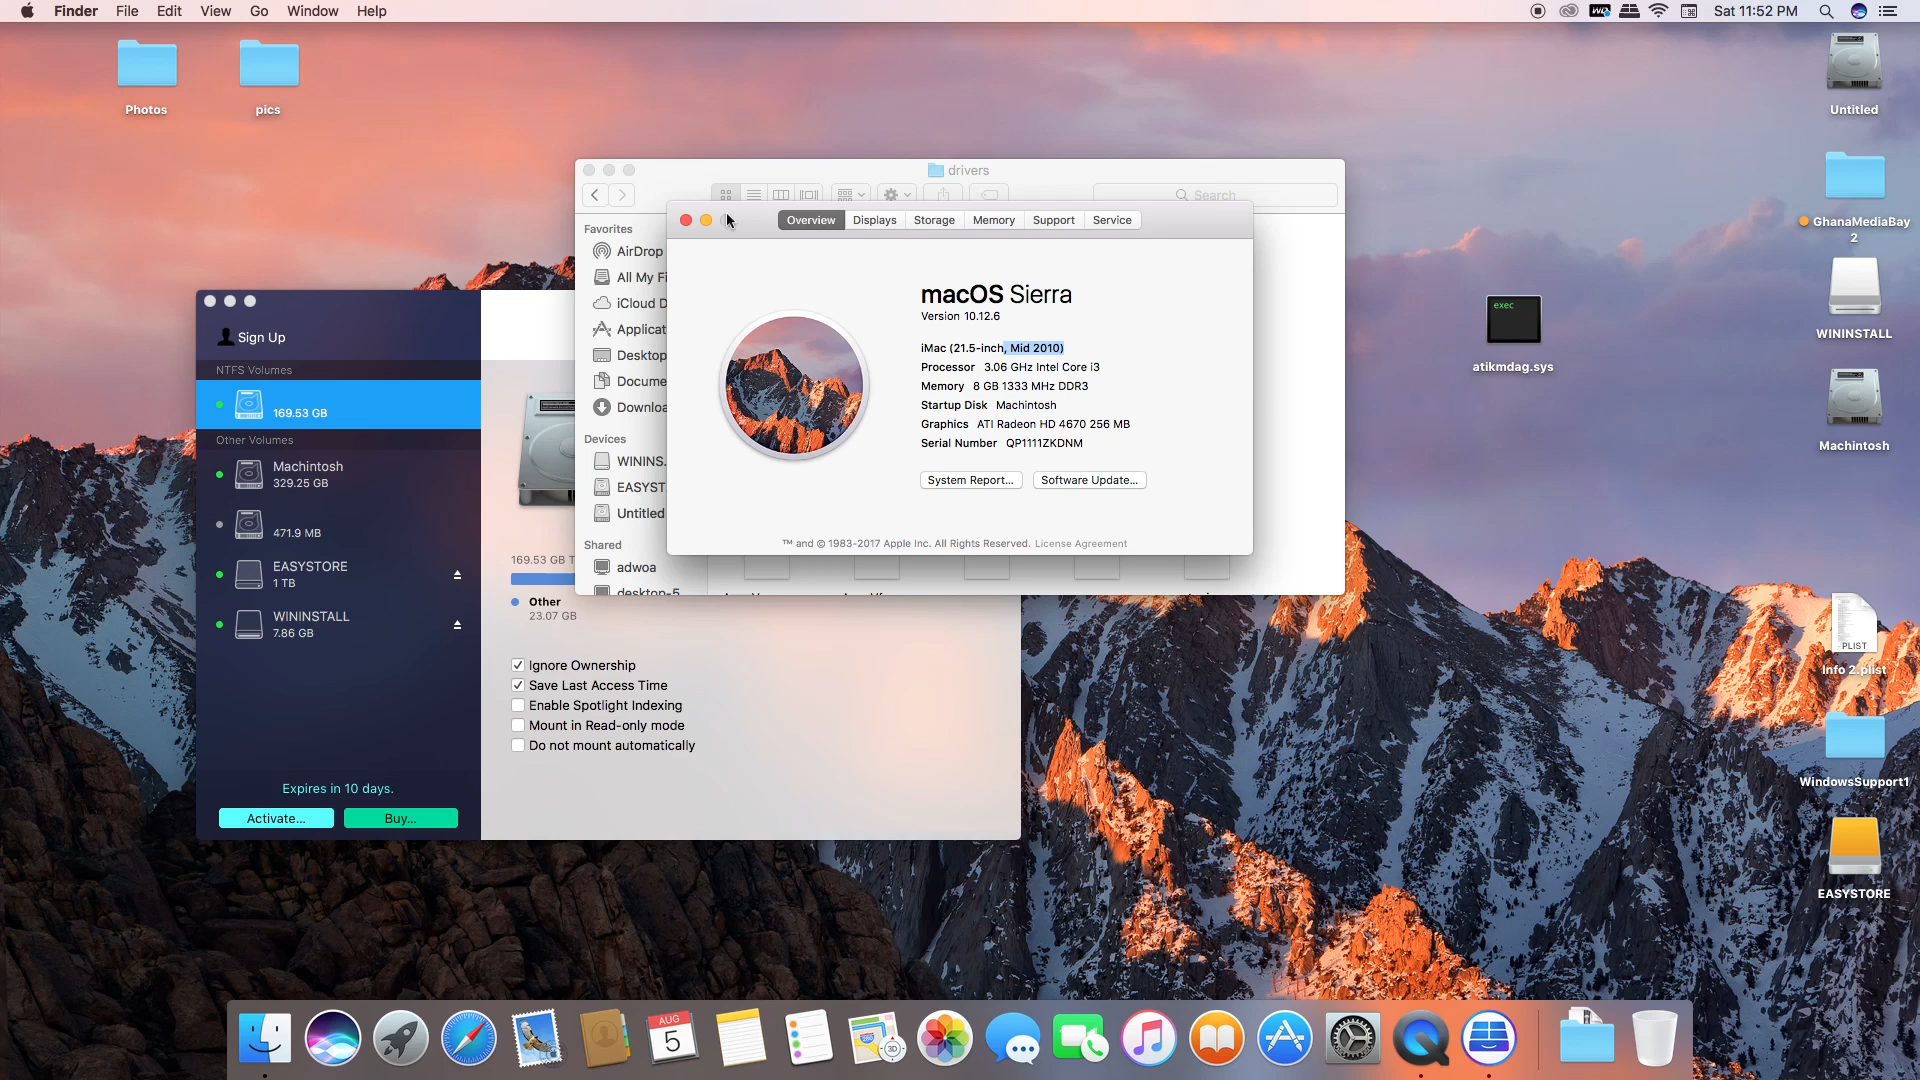 Finder File Edit View Go Window Help
Sat 11:52 PM
Photos
pics
Untitled
GhanaMediaBay
2
WININSTALL
exec
atikmdag.sys
Machintosh
PLIST
Info 2.plist
WindowsSupport1
EASYSTORE
drivers
Search
Favorites
AirDrop
All My Fi
iCloud D
Applicat
Desktop
Docume
Downloa
Devices
WININS.
EASYST
Untitled
Shared
adwoa
desktop-5
Overview Displays Storage Memory Support Service
macOS Sierra
Version 10.12.6
iMac (21.5-inch, Mid 2010)
Processor 3.06 GHz Intel Core i3
Memory 8 GB 1333 MHz DDR3
Startup Disk Machintosh
Graphics ATI Radeon HD 4670 256 MB
Serial Number QP1111ZKDNM
System Report... Software Update...
™ and © 1983-2017 Apple Inc. All Rights Reserved. License Agreement
Sign Up
NTFS Volumes
169.53 GB
Other Volumes
Machintosh
329.25 GB
471.9 MB
EASYSTORE
1 TB
WININSTALL
7.86 GB
Expires in 10 days.
Activate... Buy...
169.53 GB T
Other
23.07 GB
Ignore Ownership
Save Last Access Time
Enable Spotlight Indexing
Mount in Read-only mode
Do not mount automatically
AUG
5
3D